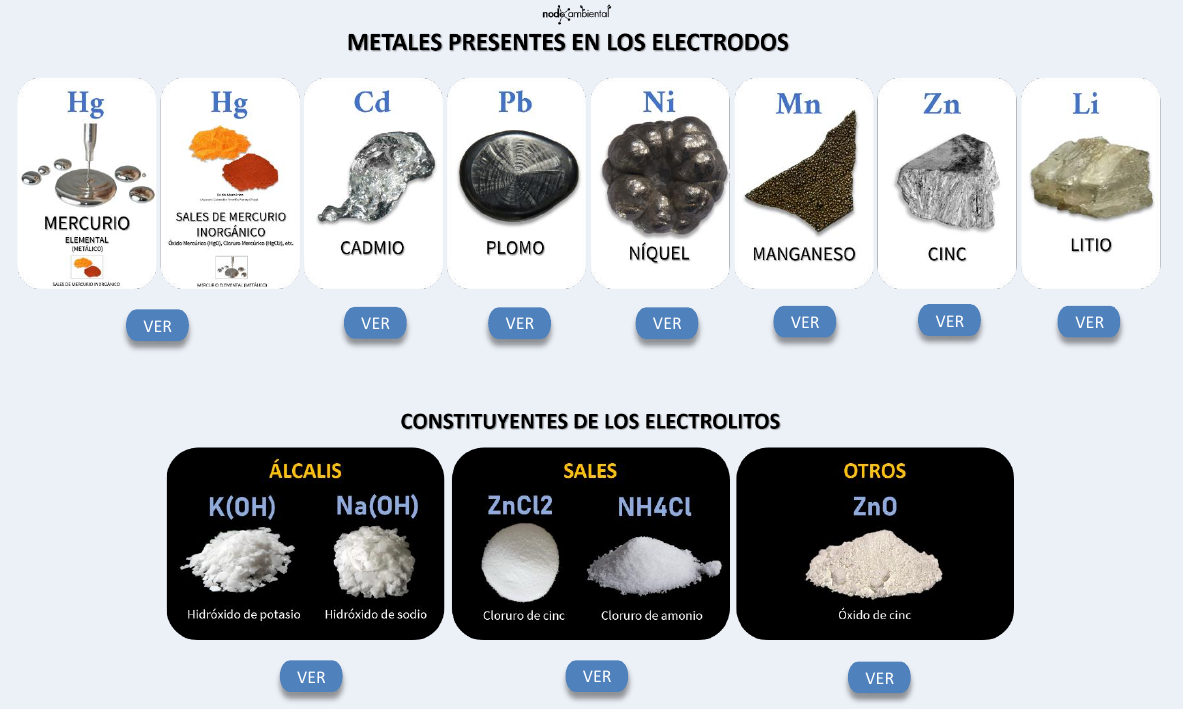 nodoambiental
METALES PRESENTES EN LOS ELECTRODOS
Hg
MERCURIO
ELEMENTAL
(METÁLICO)
SALES DE MERCURIO INORGÁNICO
Hg
SALES DE MERCURIO
INORGÁNICO
Óxido Mercúrico (HgO), Cloruro Mercúrico (HgCl2), etc.
MERCURIO ELEMENTAL (METÁLICO)
Cd
CADMIO
Pb
PLOMO
Ni
NÍQUEL
Mn
MANGANESO
Zn
CINC
Li
LITIO
VER
VER
VER
VER
VER
VER
VER
CONSTITUYENTES DE LOS ELECTROLITOS
ÁLCALIS
K(OH)
Hidróxido de potasio
Na(OH)
Hidróxido de sodio
SALES
ZnCl2
Cloruro de cinc
NH4Cl
Cloruro de amonio
OTROS
ZnO
Óxido de cinc
VER
VER
VER